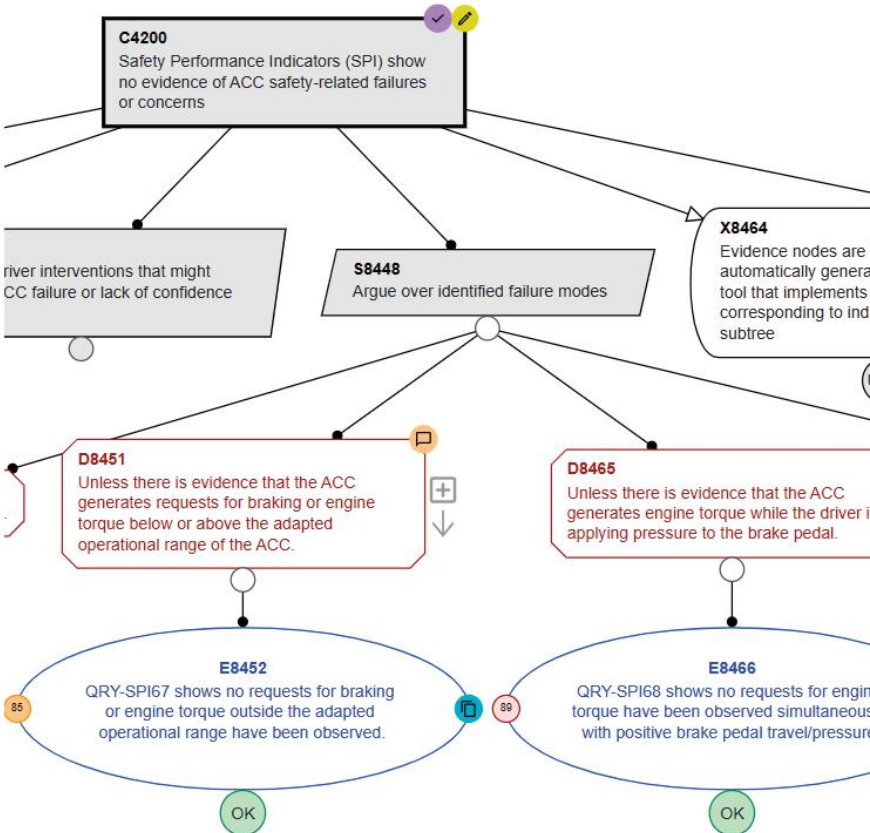 C4200
Safety Performance Indicators (SPI) show
no evidence of ACC safety-related failures
or concerns
river interventions that might
CC failure or lack of confidence
S8448
Argue over identified failure modes
X8464
Evidence nodes are
automatically genera
tool that implements
corresponding to ind
subtree
D8451
Unless there is evidence that the ACC
generates requests for braking or engine
torque below or above the adapted
operational range of the ACC.
D8465
Unless there is evidence that the ACC
generates engine torque while the driver i
applying pressure to the brake pedal.
85
E8452
QRY-SPI67 shows no requests for braking
or engine torque outside the adapted
operational range have been observed.
89
E8466
QRY-SPI68 shows no requests for engin
torque have been observed simultaneous
with positive brake pedal travel/pressure
OK
OK